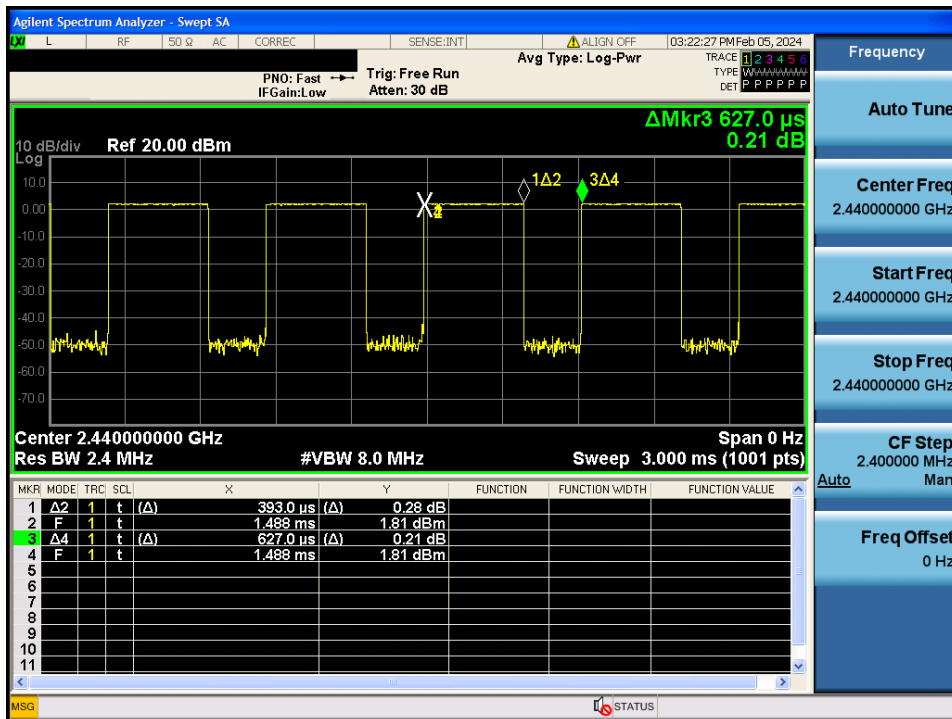 Agilent Spectrum Analyzer - Swept SA
LXI L RF 50 Ω AC CORREC SENSE:INT ALIGN OFF 03:22:27 PM Feb 05, 2024
PNO: Fast Trig: Free Run Avg Type: Log-Pwr TRACE 1 2 3 4 5 6
IFGain:Low Atten: 30 dB TYPE WWWWWW
DET P P P P P P
ΔMkr3 627.0 µs
0.21 dB
10 dB/div Ref 20.00 dBm
Log
10.0
0.00
-10.0
-20.0
-30.0
-40.0
-50.0
-60.0
-70.0
1Δ2 3Δ4
Center 2.440000000 GHz Span 0 Hz
Res BW 2.4 MHz #VBW 8.0 MHz Sweep 3.000 ms (1001 pts)
MKR MODE TRC SCL X Y FUNCTION FUNCTION WIDTH FUNCTION VALUE
1 Δ2 1 t (Δ) 393.0 µs (Δ) 0.28 dB
2 F 1 t 1.488 ms 1.81 dBm
3 Δ4 1 t (Δ) 627.0 µs (Δ) 0.21 dB
4 F 1 t 1.488 ms 1.81 dBm
5
6
7
8
9
10
11
MSG STATUS
Frequency
Auto Tune
Center Freq
2.440000000 GHz
Start Freq
2.440000000 GHz
Stop Freq
2.440000000 GHz
CF Step
2.400000 MHz
Auto Man
Freq Offset
0 Hz